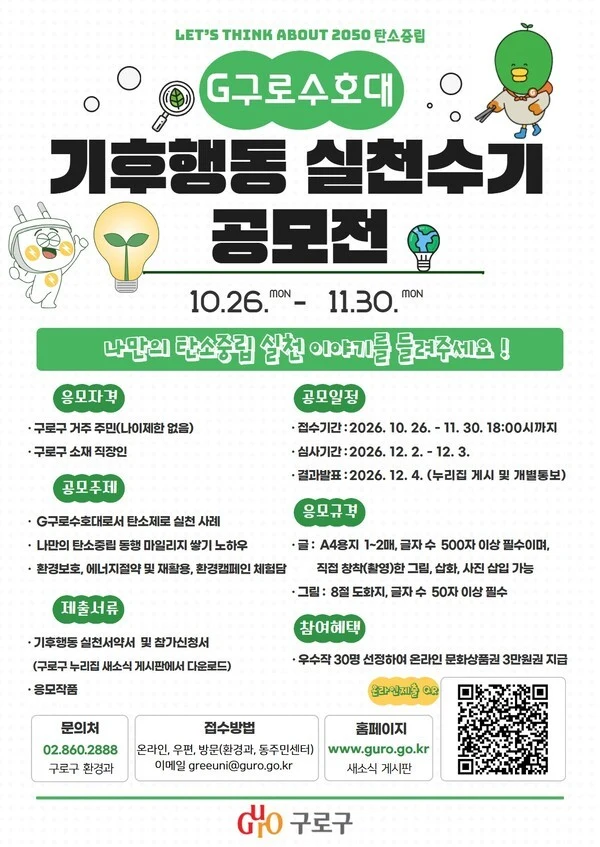 LET'S THINK ABOUT 2050 탄소중립
G구로수호대
기후행동 실천수기
공모전
10.26.MON - 11.30.MON
나만의 탄소중립 실천 이야기를 들려주세요 !
응모자격
· 구로구 거주 주민(나이제한 없음)
· 구로구 소재 직장인
공모주제
· G구로수호대로서 탄소제로 실천 사례
· 나만의 탄소중립 동행 마일리지 쌓기 노하우
· 환경보호, 에너지절약 및 재활용, 환경캠페인 체험담
제출서류
· 기후행동 실천서약서 및 참가신청서
(구로구 누리집 새소식 게시판에서 다운로드)
· 응모작품
공모일정
· 접수기간 : 2026. 10. 26. - 11. 30. 18:00시까지
· 심사기간 : 2026. 12. 2. - 12. 3.
· 결과발표 : 2026. 12. 4. (누리집 게시 및 개별통보)
응모규격
· 글 : A4용지 1~2매, 글자 수 500자 이상 필수이며,
직접 창작(촬영)한 그림, 삽화, 사진 삽입 가능
· 그림 : 8절 도화지, 글자 수 50자 이상 필수
참여혜택
· 우수작 30명 선정하여 온라인 문화상품권 3만원권 지급
온라인제출 QR
문의처
02.860.2888
구로구 환경과
접수방법
온라인, 우편, 방문(환경과, 동주민센터)
이메일 greeuni@guro.go.kr
홈페이지
www.guro.go.kr
새소식 게시판
Guro 구로구